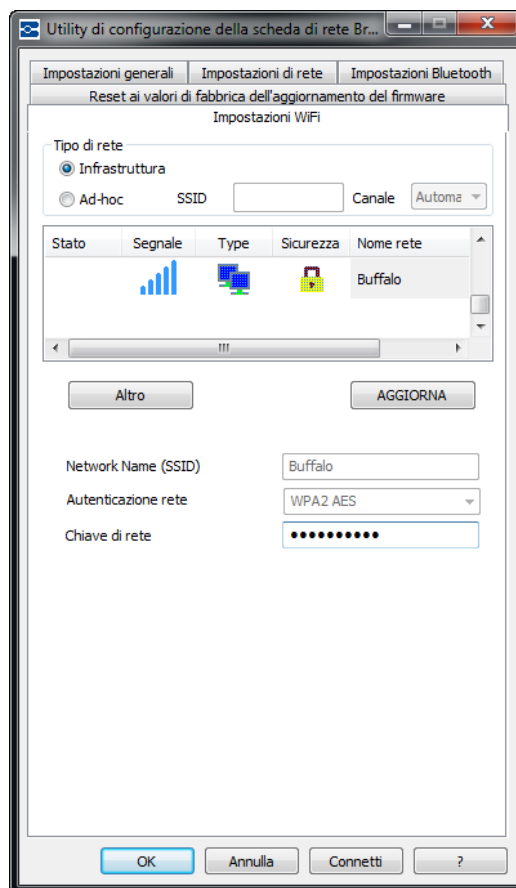 Utility di configurazione della scheda di rete Br...
Impostazioni generali Impostazioni di rete Impostazioni Bluetooth
Reset ai valori di fabbrica dell'aggiornamento del firmware
Impostazioni WiFi
Tipo di rete
Infrastruttura
Ad-hoc SSID Canale Automa
Stato Segnale Type Sicurezza Nome rete
Buffalo
Altro AGGIORNA
Network Name (SSID) Buffalo
Autenticazione rete WPA2 AES
Chiave di rete ●●●●●●●●●●
OK Annulla Connetti ?